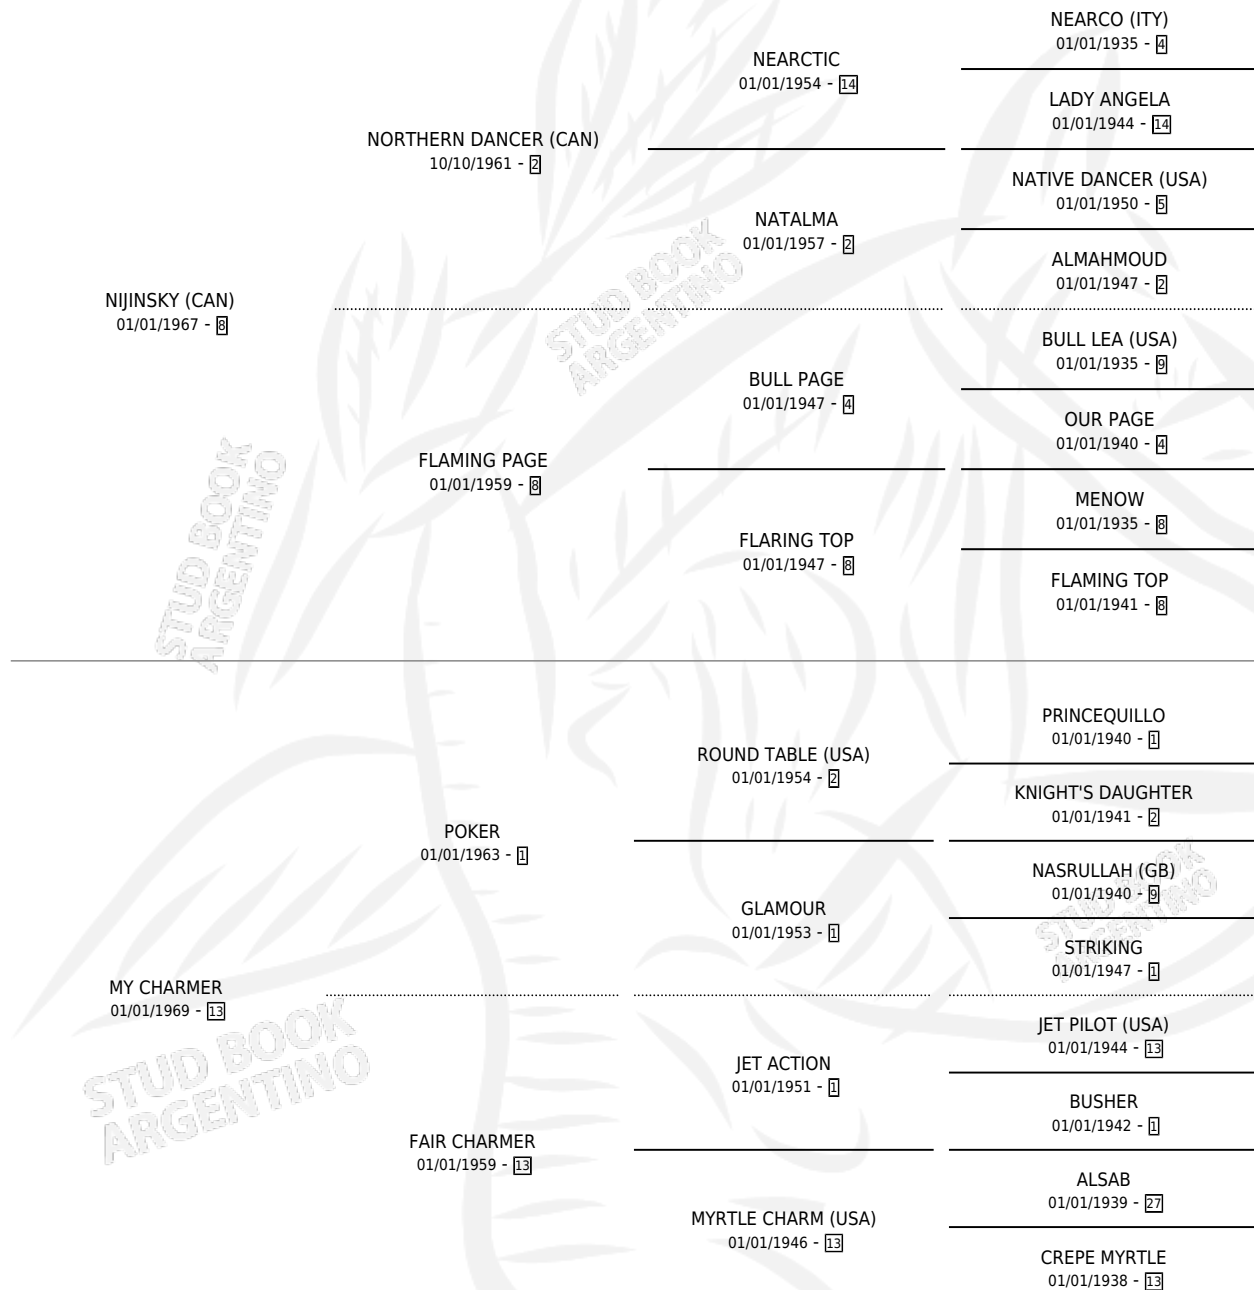 NIJINSKY (CAN)
01/01/1967 - 8
NORTHERN DANCER (CAN)
10/10/1961 - 2
FLAMING PAGE
01/01/1959 - 8
NEARCTIC
01/01/1954 - 14
NATALMA
01/01/1957 - 2
BULL PAGE
01/01/1947 - 4
FLARING TOP
01/01/1947 - 8
NEARCO (ITY)
01/01/1935 - 4
LADY ANGELA
01/01/1944 - 14
NATIVE DANCER (USA)
01/01/1950 - 5
ALMAHMOUD
01/01/1947 - 2
BULL LEA (USA)
01/01/1935 - 9
OUR PAGE
01/01/1940 - 4
MENOW
01/01/1935 - 8
FLAMING TOP
01/01/1941 - 8
MY CHARMER
01/01/1969 - 13
POKER
01/01/1963 - 1
FAIR CHARMER
01/01/1959 - 13
ROUND TABLE (USA)
01/01/1954 - 2
GLAMOUR
01/01/1953 - 1
JET ACTION
01/01/1951 - 1
MYRTLE CHARM (USA)
01/01/1946 - 13
PRINCEQUILLO
01/01/1940 - 1
KNIGHT'S DAUGHTER
01/01/1941 - 2
NASRULLAH (GB)
01/01/1940 - 9
STRIKING
01/01/1947 - 1
JET PILOT (USA)
01/01/1944 - 13
BUSHER
01/01/1942 - 1
ALSAB
01/01/1939 - 27
CREPE MYRTLE
01/01/1938 - 13
STUD BOOK
ARGENTINO
STUD BOOK
ARGENTINO
STUD BOOK
ARGENTINO
STUD BOOK
ARGENTINO